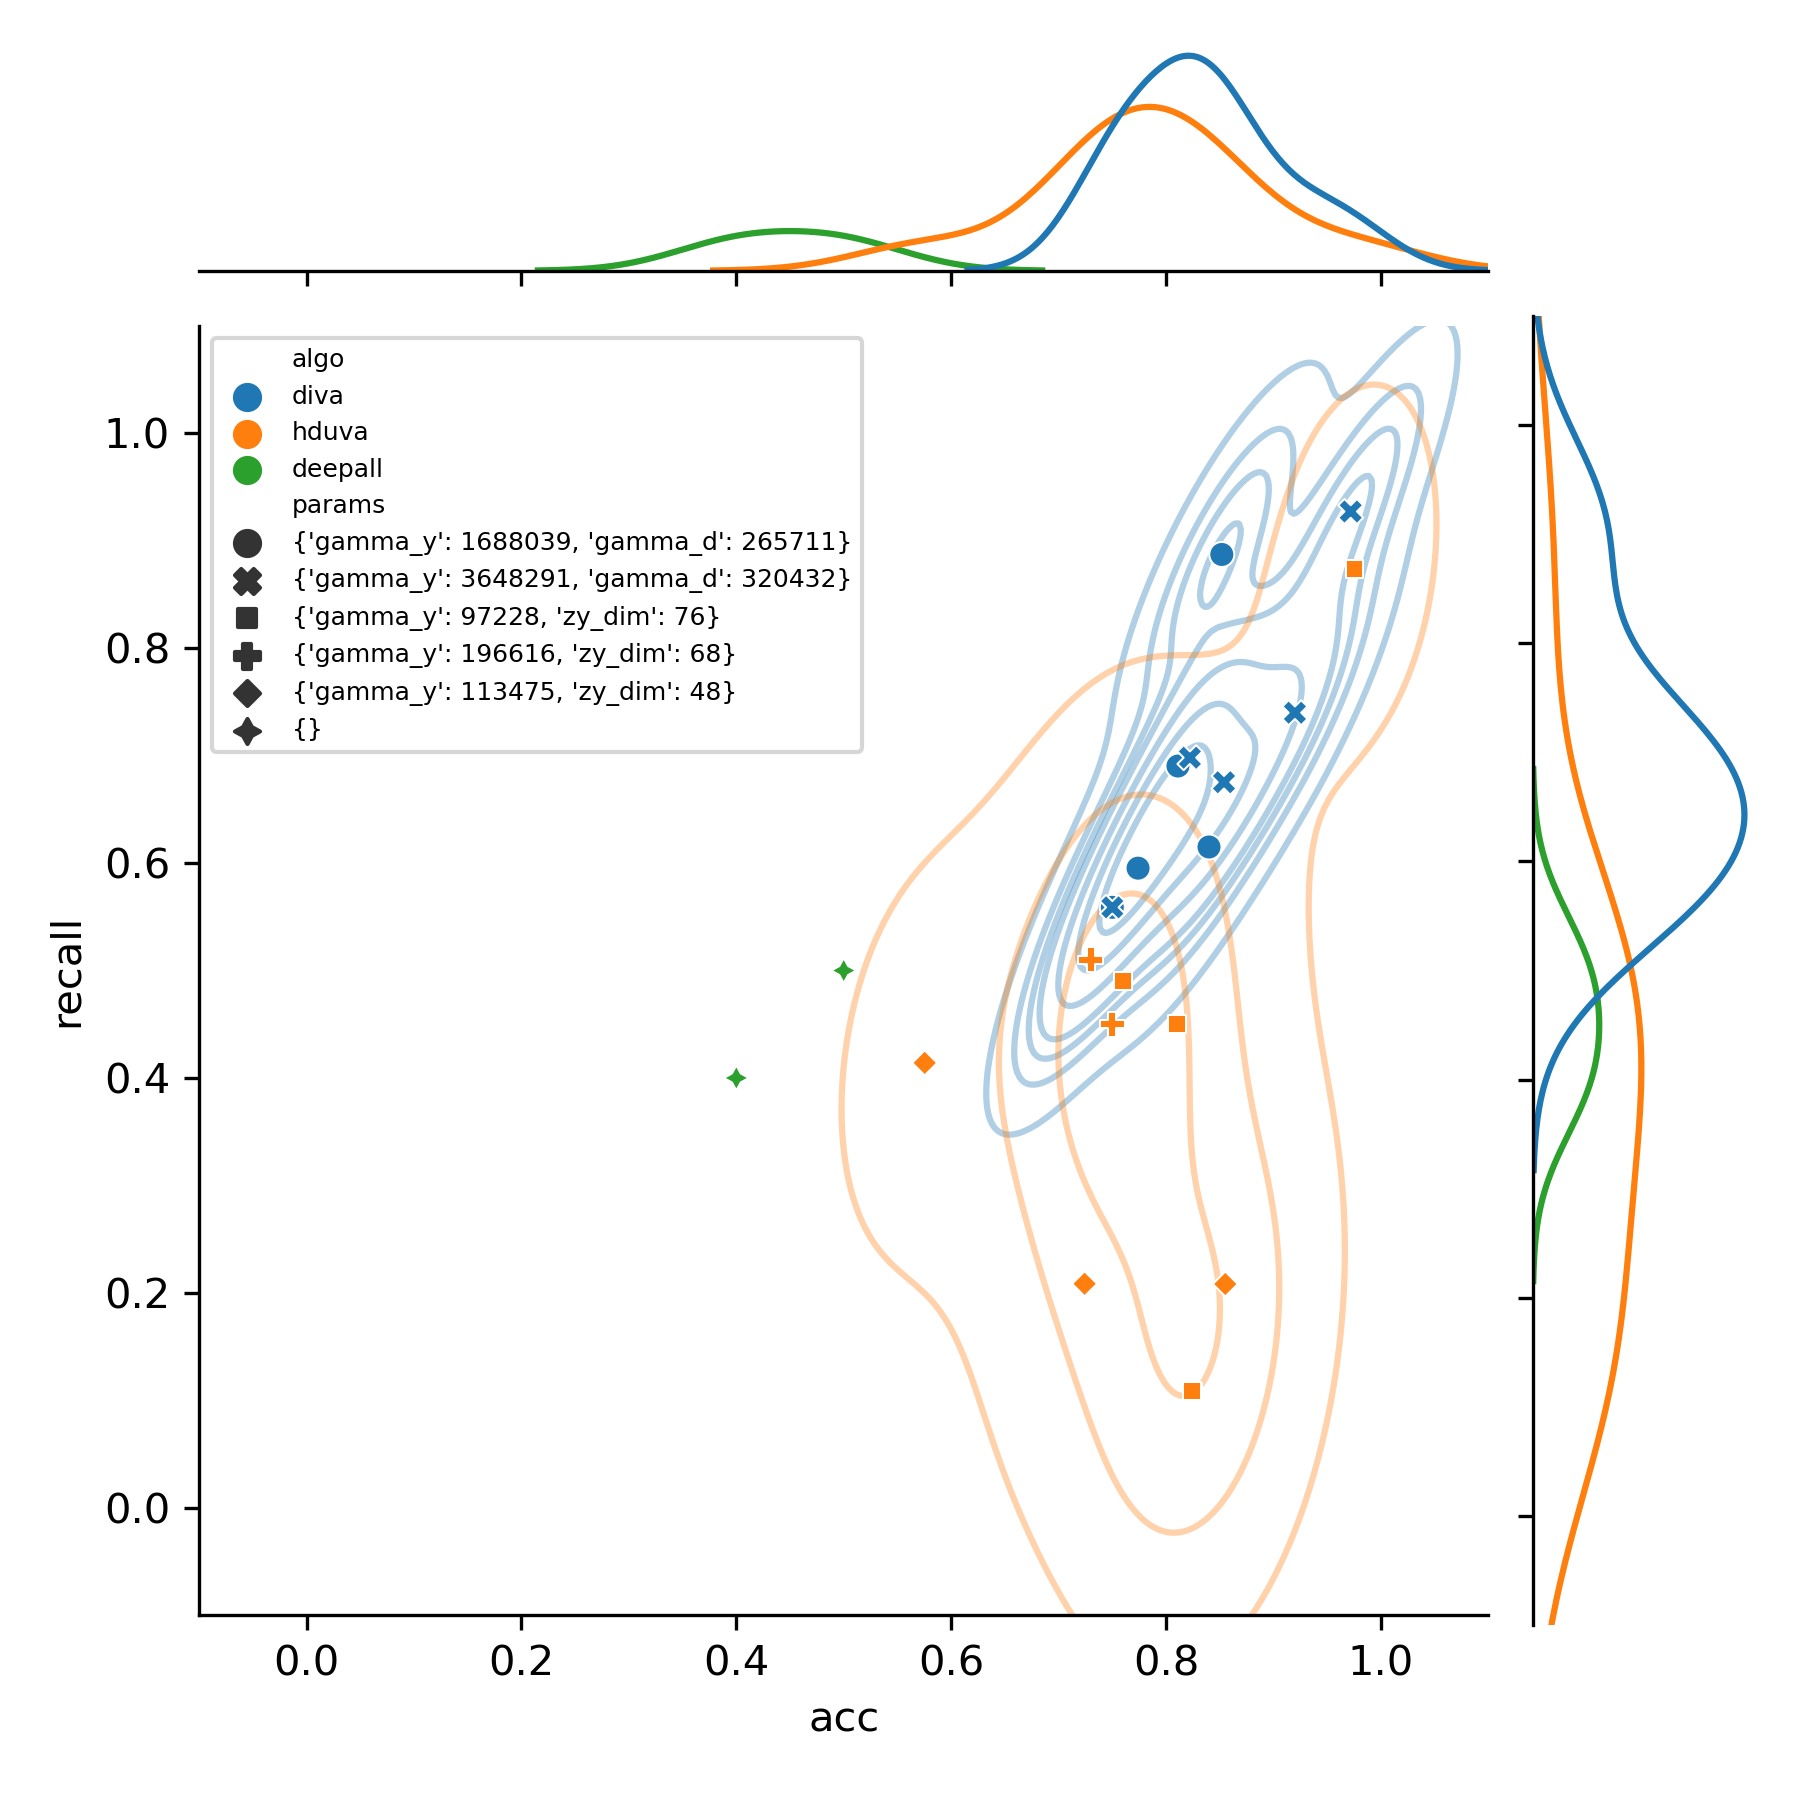 algo
diva
hduva
deepall
params
{'gamma_y': 1688039, 'gamma_d': 265711}
{'gamma_y': 3648291, 'gamma_d': 320432}
{'gamma_y': 97228, 'zy_dim': 76}
{'gamma_y': 196616, 'zy_dim': 68}
{'gamma_y': 113475, 'zy_dim': 48}
{}
1.0
0.8
0.6
0.4
0.2
0.0
recall
0.0 0.2 0.4 0.6 0.8 1.0
acc